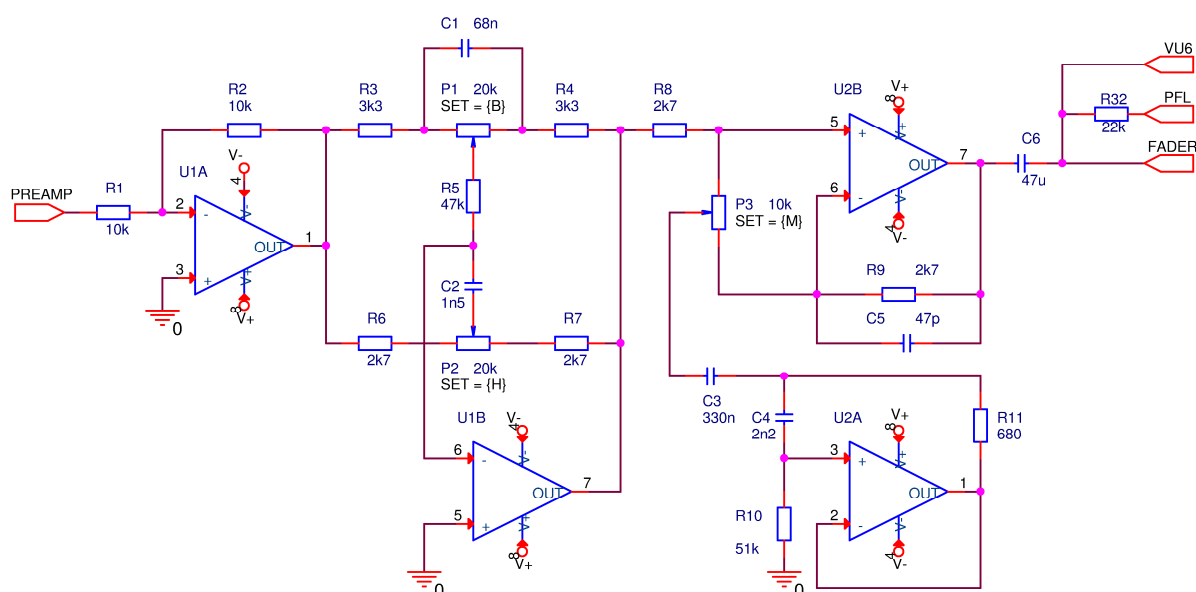 C1 68n
VU6
R2
10k
R3
3k3
P1 20k
SET = {B}
R4
3k3
R8
2k7
U2B
V+
8
V+
R32
22k
PFL
5
+
C6
47u
FADER
OUT
7
V-
4
U1A
V-
6
-
V-
4
V-
PREAMP
R1
10k
2
-
R5
47k
P3 10k
SET = {M}
OUT
1
3
+
V+
8
V+
0
C2
1n5
R9 2k7
C5 47p
R6
2k7
R7
2k7
P2 20k
SET = {H}
C3
330n
C4
2n2
U2A
V+
8
V+
R11
680
U1B
V-
4
V-
6
-
3
+
OUT
7
OUT
1
R10
51k
5
+
V+
8
V+
2
-
V-
4
V-
0
0